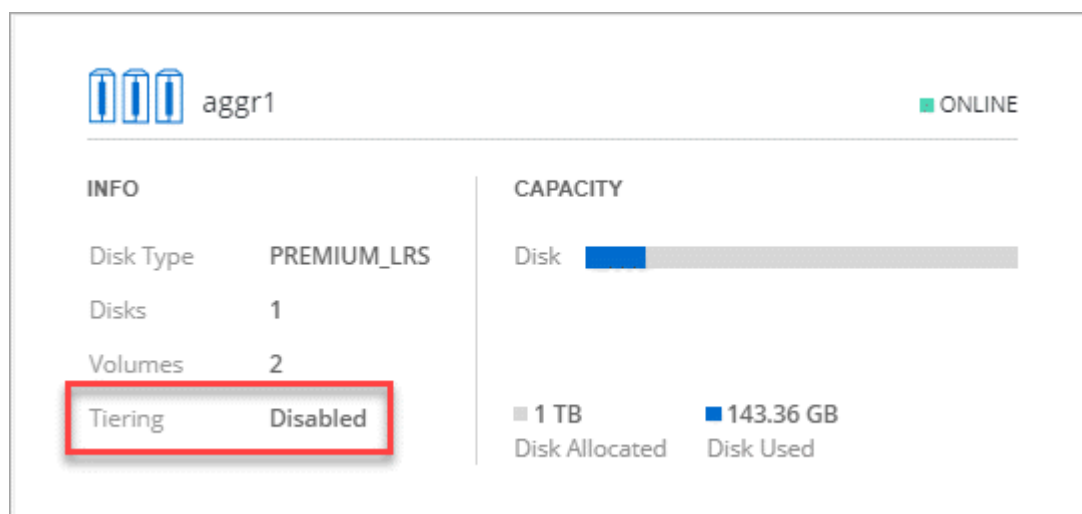 aggr1
ONLINE
INFO
Disk Type PREMIUM_LRS
Disks 1
Volumes 2
Tiering Disabled
CAPACITY
Disk
1 TB
Disk Allocated
143.36 GB
Disk Used